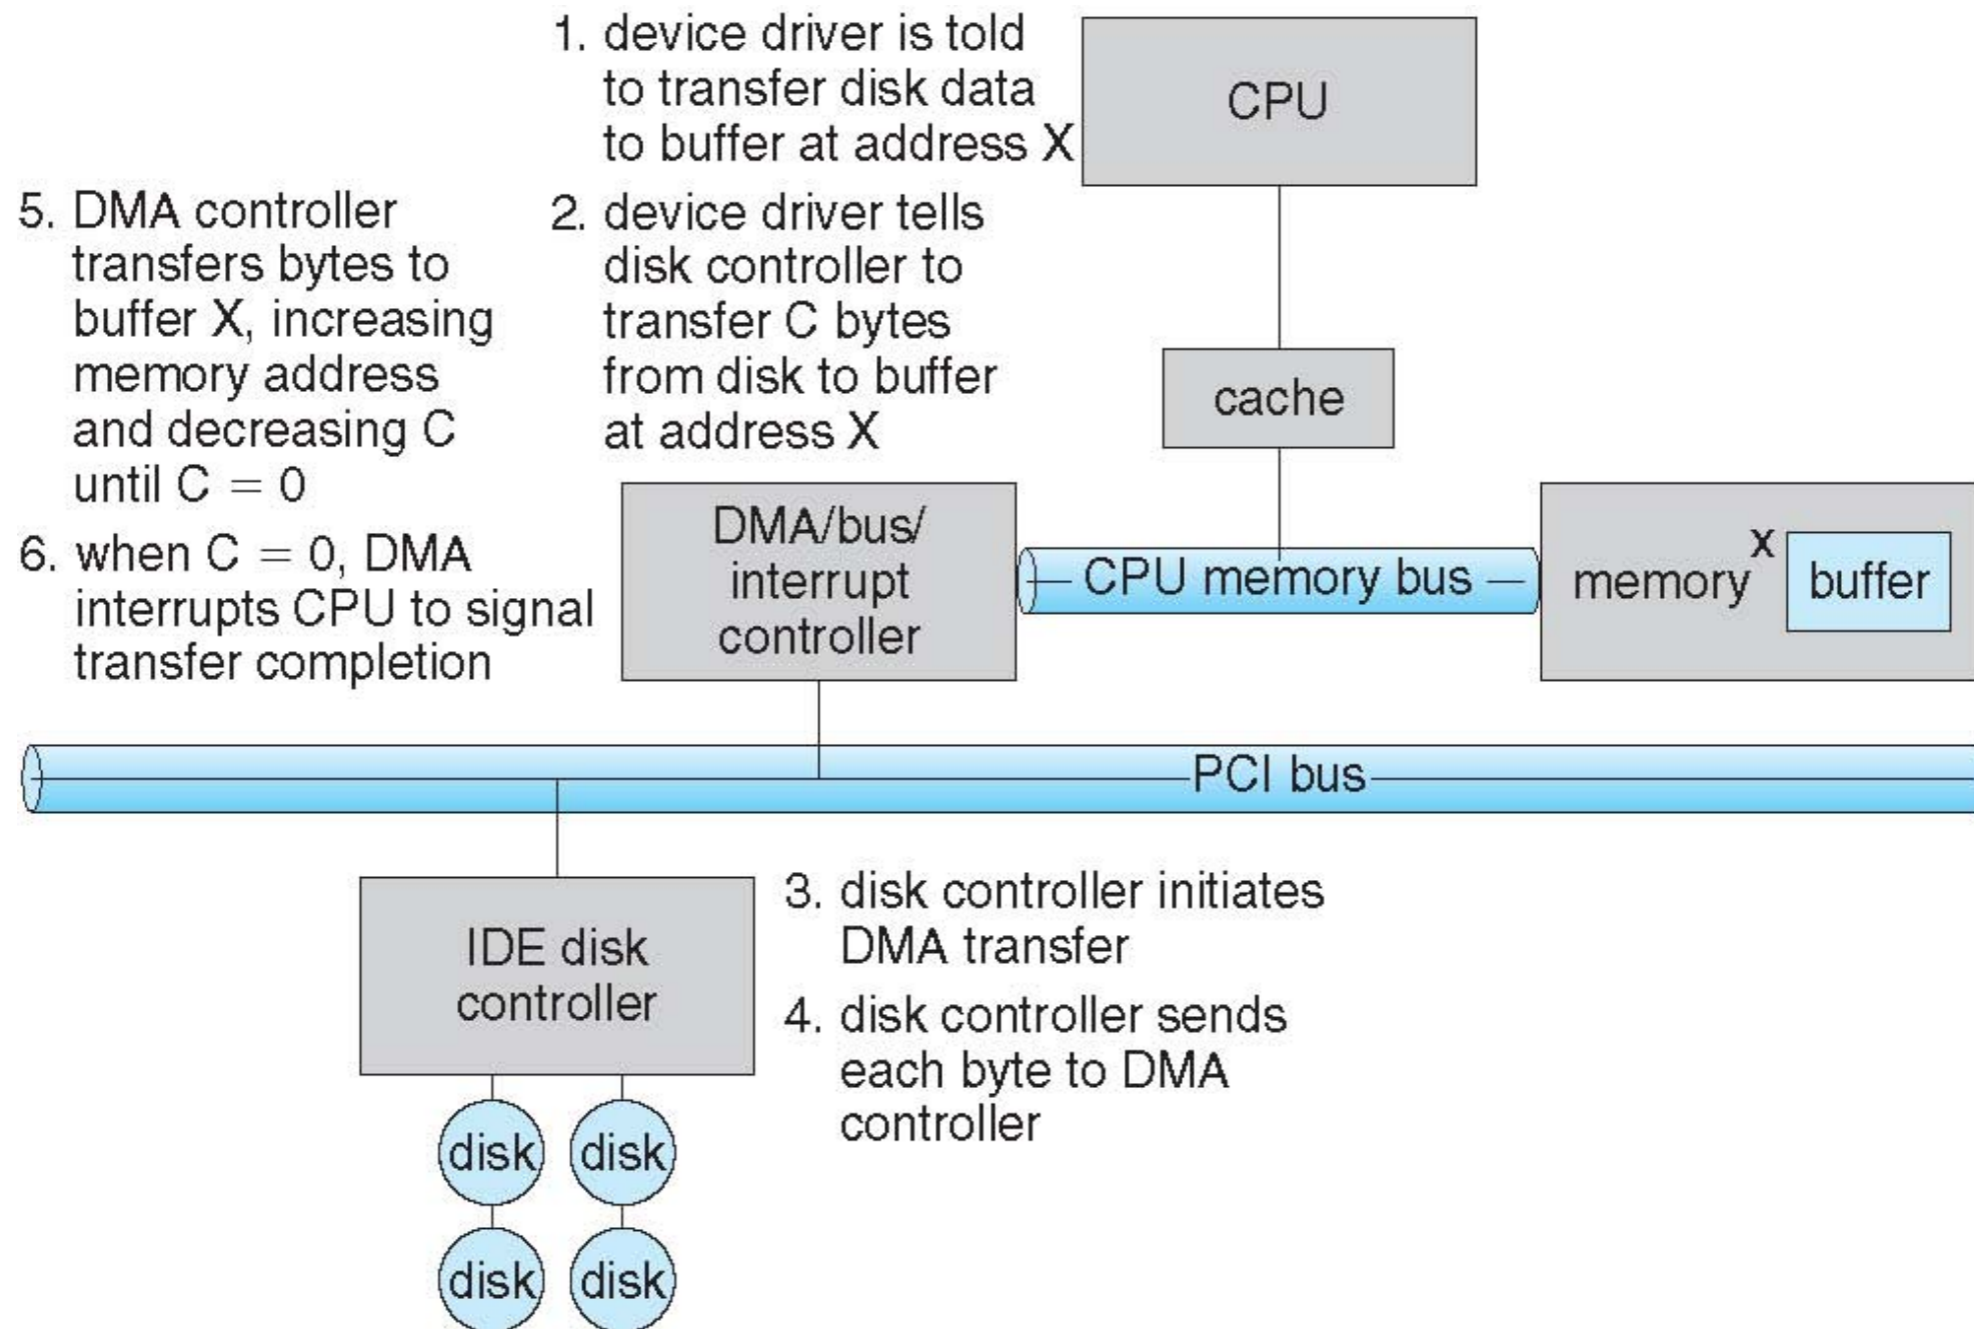 1. device driver is told
to transfer disk data
to buffer at address X
CPU
5. DMA controller
transfers bytes to
buffer X, increasing
memory address
and decreasing C
until C = 0
2. device driver tells
disk controller to
transfer C bytes
from disk to buffer
at address X
cache
6. when C = 0, DMA
interrupts CPU to signal
transfer completion
DMA/bus/
interrupt
controller
CPU memory bus
memory
x
buffer
PCI bus
IDE disk
controller
3. disk controller initiates
DMA transfer
4. disk controller sends
each byte to DMA
controller
disk
disk
disk
disk